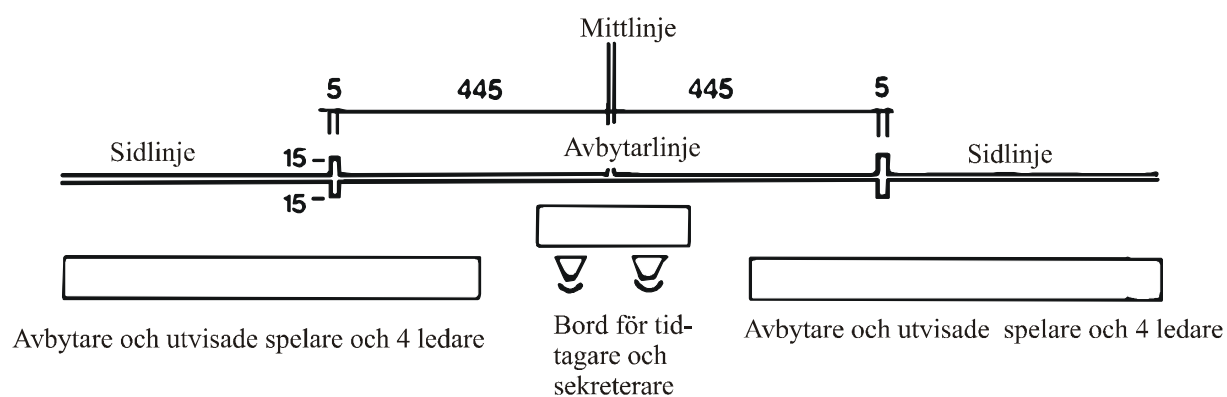 Mittlinje
5 445 445 5
Sidlinje 15 Avbytarlinje Sidlinje
15
Avbytare och utvisade spelare och 4 ledare
Bord för tid-
tagare och
sekreterare
Avbytare och utvisade spelare och 4 ledare